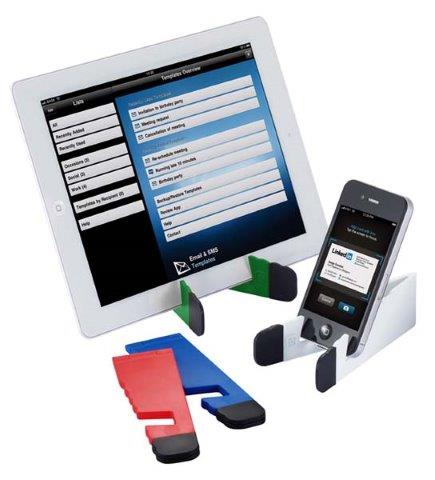 Lists
Templates Overview
All
Recently Added
Recently Used
Occasions (5)
Social (2)
Work (4)
Templates by Recipient (0)
Help
Invitation to birthday party
Meeting request
Cancellation of meeting
Re-schedule meeting
Running late 10 minutes
Birthday party
Backup/Restore Templates
Review App
Help
Contact
Email & SMS
Templates
LinkedIn